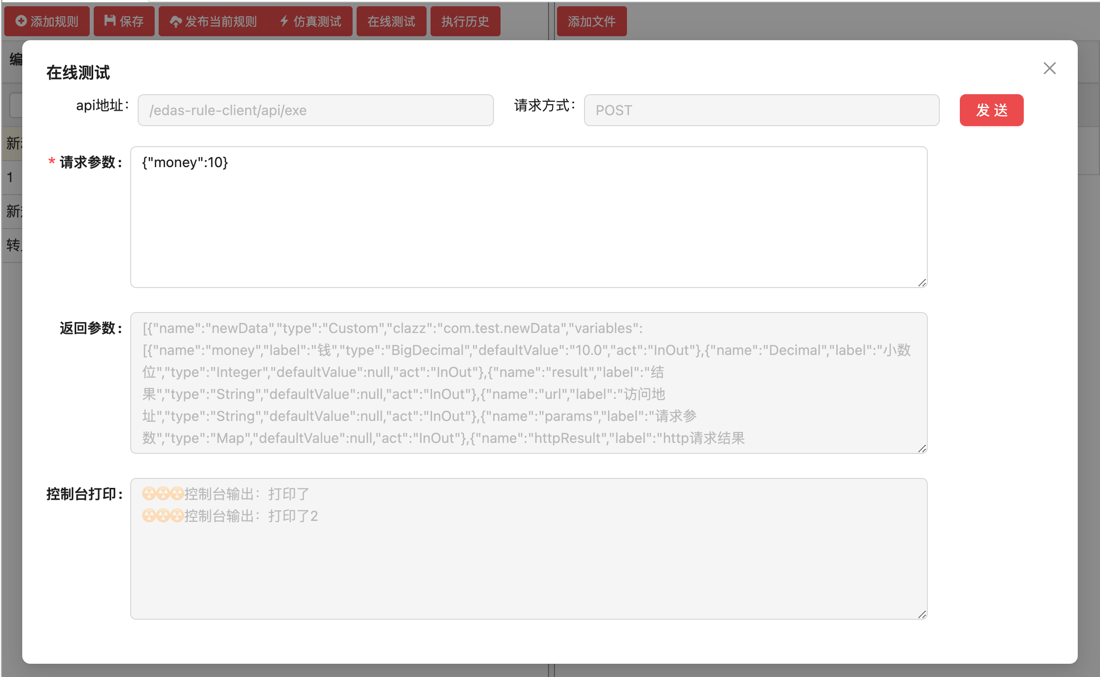 添加规则 保存 发布当前规则 仿真测试 在线测试 执行历史 添加文件
编
在线测试
api地址: /edas-rule-client/api/exe 请求方式: POST 发 送
* 请求参数: {"money":10}
新
1
新
转
返回参数: [{"name":"newData","type":"Custom","clazz":"com.test.newData","variables":
[{"name":"money","label":"钱","type":"BigDecimal","defaultValue":"10.0","act":"InOut"},{"name":"Decimal","label":"小数
位","type":"Integer","defaultValue":null,"act":"InOut"},{"name":"result","label":"结
果","type":"String","defaultValue":null,"act":"InOut"},{"name":"url","label":"访问地
址","type":"String","defaultValue":null,"act":"InOut"},{"name":"params","label":"请求参
数","type":"Map","defaultValue":null,"act":"InOut"},{"name":"httpResult","label":"http请求结果
控制台打印: 😲😲😲控制台输出：打印了
😲😲😲控制台输出：打印了2